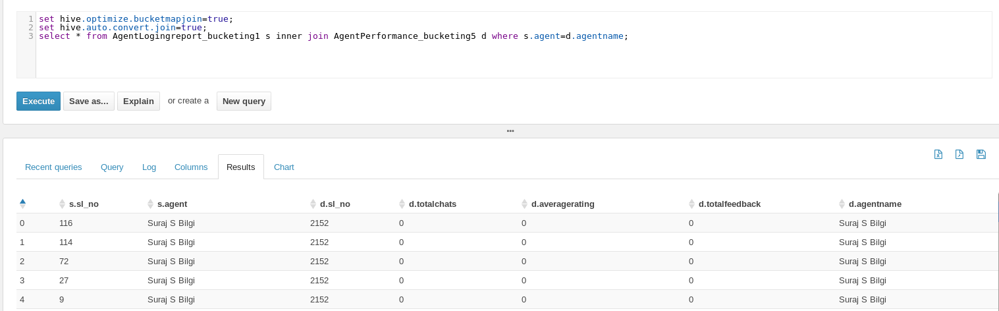 1 set hive.optimize.bucketmapjoin=true;
2 set hive.auto.convert.join=true;
3 select * from AgentLogingreport_bucketing1 s inner join AgentPerformance_bucketing5 d where s.agent=d.agentname;
Execute Save as... Explain or create a New query
Recent queries Query Log Columns Results Chart
s.sl_no s.agent d.sl_no d.totalchats d.averagerating d.totalfeedback d.agentname
0 116 Suraj S Bilgi 2152 0 0 0 Suraj S Bilgi
1 114 Suraj S Bilgi 2152 0 0 0 Suraj S Bilgi
2 72 Suraj S Bilgi 2152 0 0 0 Suraj S Bilgi
3 27 Suraj S Bilgi 2152 0 0 0 Suraj S Bilgi
4 9 Suraj S Bilgi 2152 0 0 0 Suraj S Bilgi